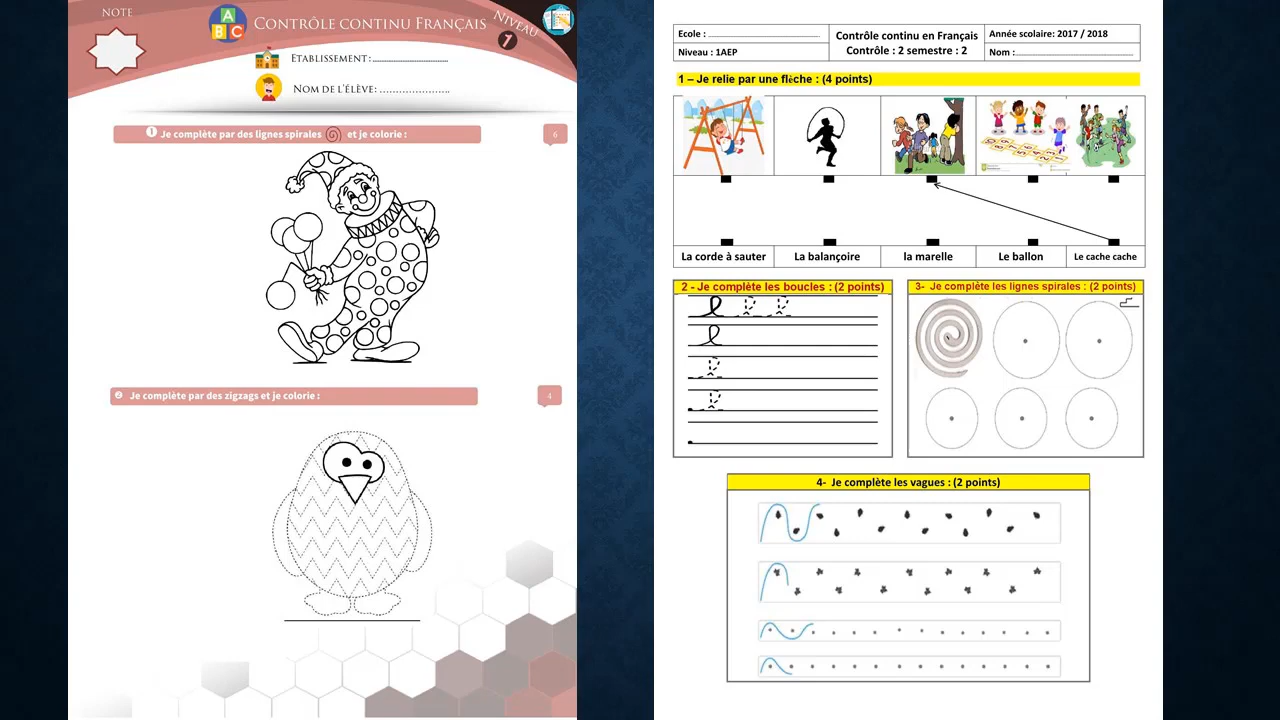 NOTE
A
B C
CONTRÔLE CONTINU FRANÇAIS
NIVEAU
1
ETABLISSEMENT : ........................
NOM DE L'ÉLÈVE: ......................
1 Je complète par des lignes spirales et je colorie :
6
2 Je complète par des zigzags et je colorie :
4
Ecole : ........................
Contrôle continu en Français
Année scolaire: 2017 / 2018
Niveau : 1AEP
Contrôle : 2 semestre : 2
Nom : ........................
1 – Je relie par une flèche : (4 points)
La corde à sauter
La balançoire
la marelle
Le ballon
Le cache cache
2 - Je complète les boucles : (2 points)
3- Je complète les lignes spirales : (2 points)
4- Je complète les vagues : (2 points)